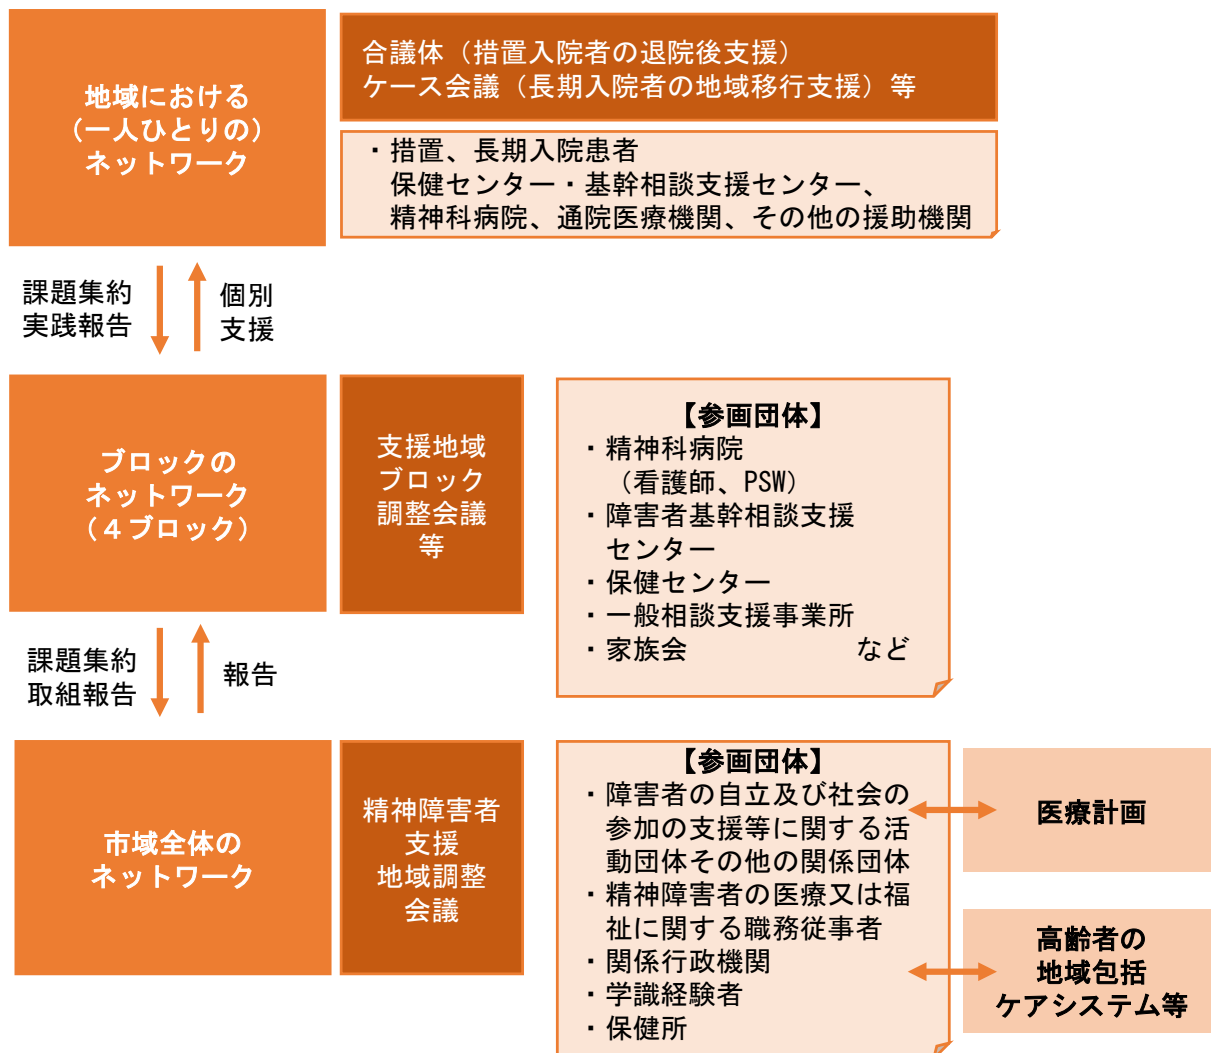 地域における
（一人ひとりの）
ネットワーク
合議体（措置入院者の退院後支援）
ケース会議（長期入院者の地域移行支援）等
・措置、長期入院患者
保健センター・基幹相談支援センター、
精神科病院、通院医療機関、その他の援助機関
課題集約
実践報告
個別
支援
ブロックの
ネットワーク
（４ブロック）
支援地域
ブロック
調整会議
等
【参画団体】
・精神科病院
（看護師、PSW）
・障害者基幹相談支援
センター
・保健センター
・一般相談支援事業所
・家族会　　　　　　など
課題集約
取組報告
報告
市域全体の
ネットワーク
精神障害者
支援
地域調整
会議
【参画団体】
・障害者の自立及び社会の
参加の支援等に関する活
動団体その他の関係団体
・精神障害者の医療又は福
祉に関する職務従事者
・関係行政機関
・学識経験者
・保健所
医療計画
高齢者の
地域包括
ケアシステム等